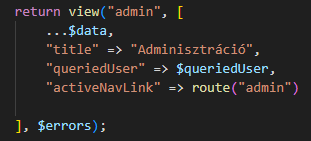 return view("admin", [
    ...$data,
    "title" => "Adminisztráció",
    "queriedUser" => $queriedUser,
    "activeNavLink" => route("admin")

], $errors);